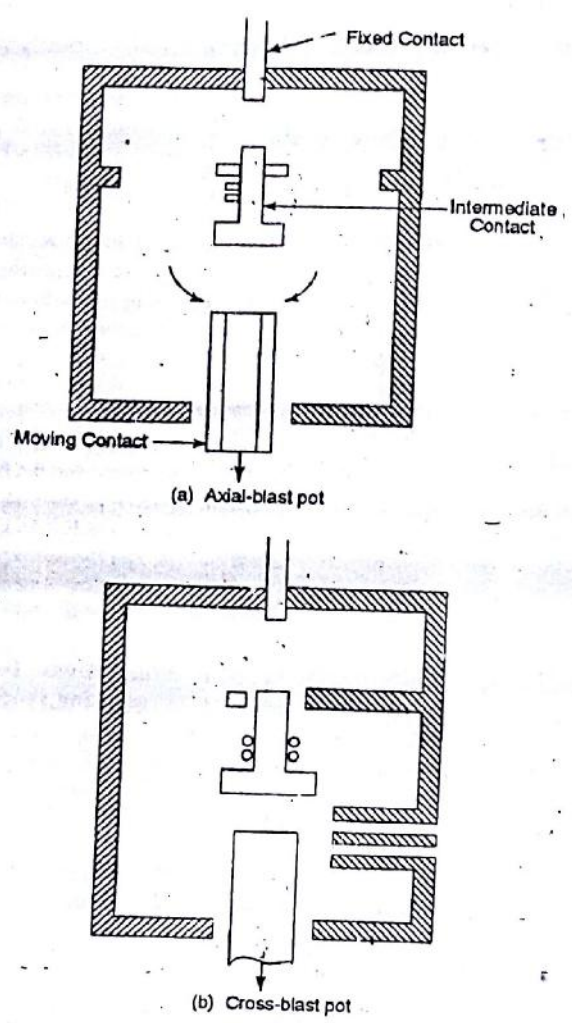 Fixed Contact
Intermediate
Contact
Moving Contact
(a) Axial-blast pot
(b) Cross-blast pot